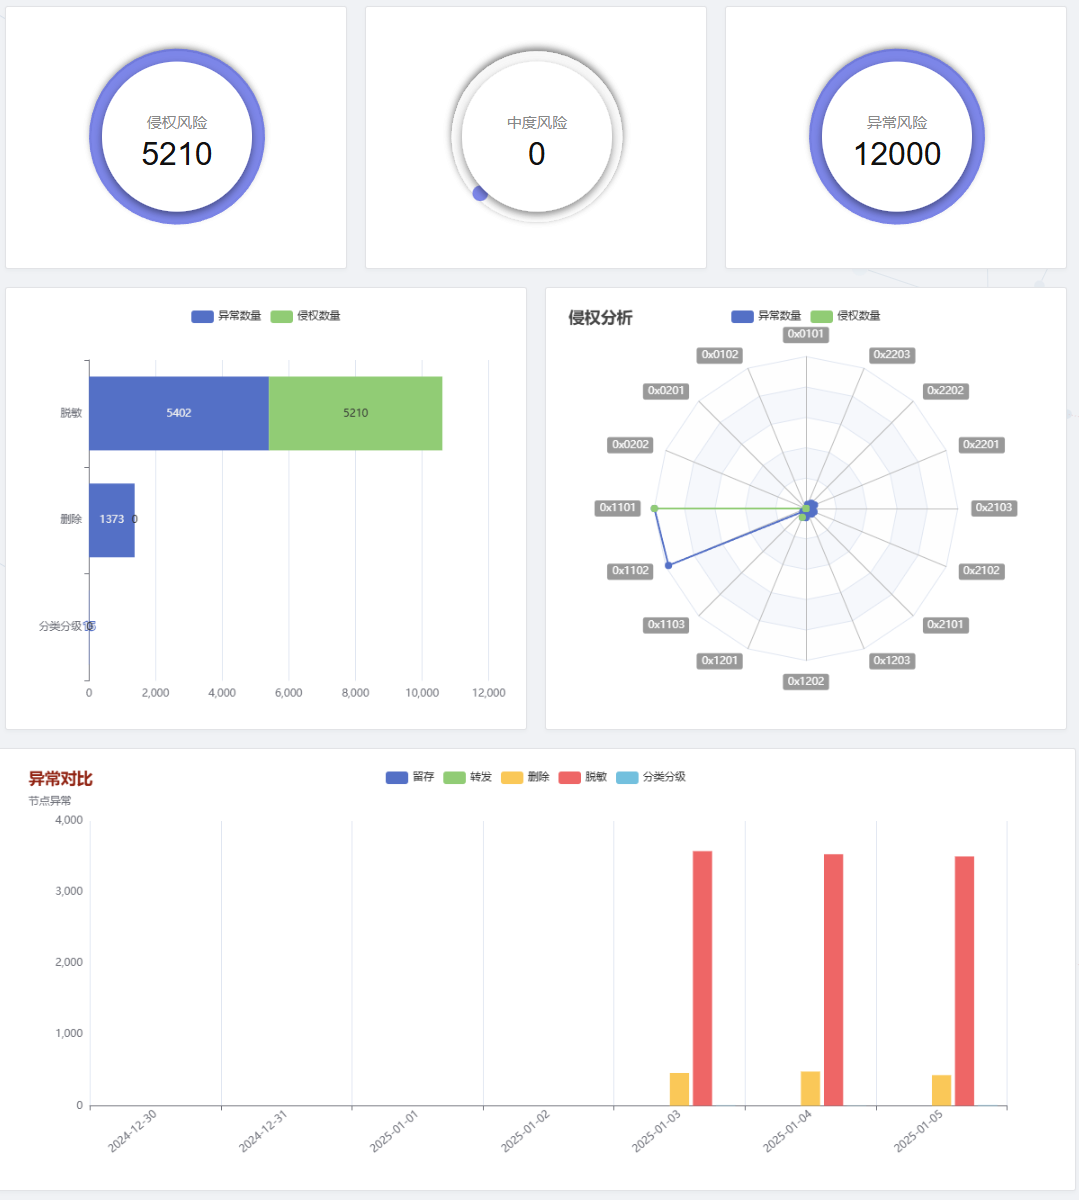 侵权风险
5210
中度风险
0
异常风险
12000
异常数量 侵权数量
脱敏
5402
5210
删除
1373
0
分类分级
0
2,000
4,000
6,000
8,000
10,000
12,000
侵权分析
异常数量 侵权数量
0x0101
0x0102
0x2203
0x0201
0x2202
0x0202
0x2201
0x1101
0x2103
0x1102
0x2102
0x1103
0x2101
0x1201
0x1203
0x1202
异常对比
节点异常
留存 转发 删除 脱敏 分类分级
4,000
3,000
2,000
1,000
0
2024-12-30
2024-12-31
2025-01-01
2025-01-02
2025-01-03
2025-01-04
2025-01-05